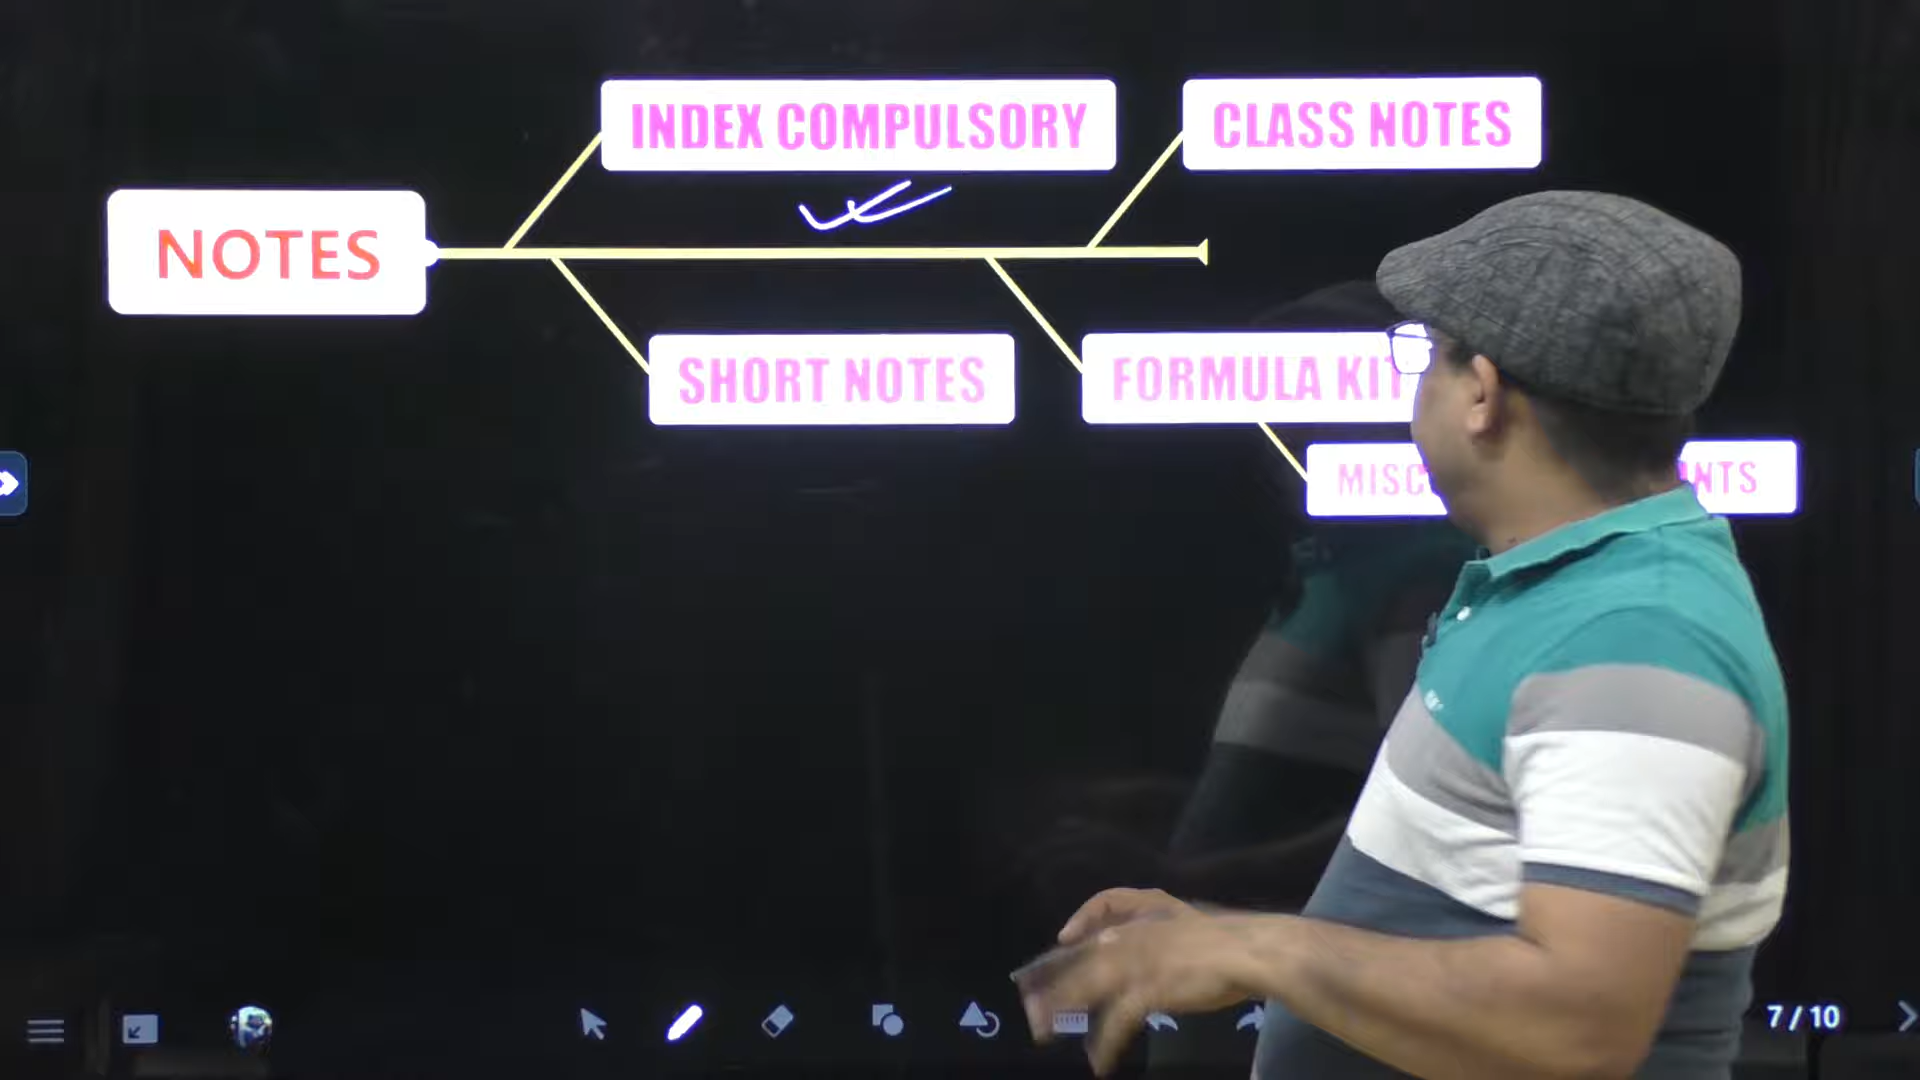 INDEX COMPULSORY
CLASS NOTES
NOTES
SHORT NOTES
FORMULA KIT
7/10